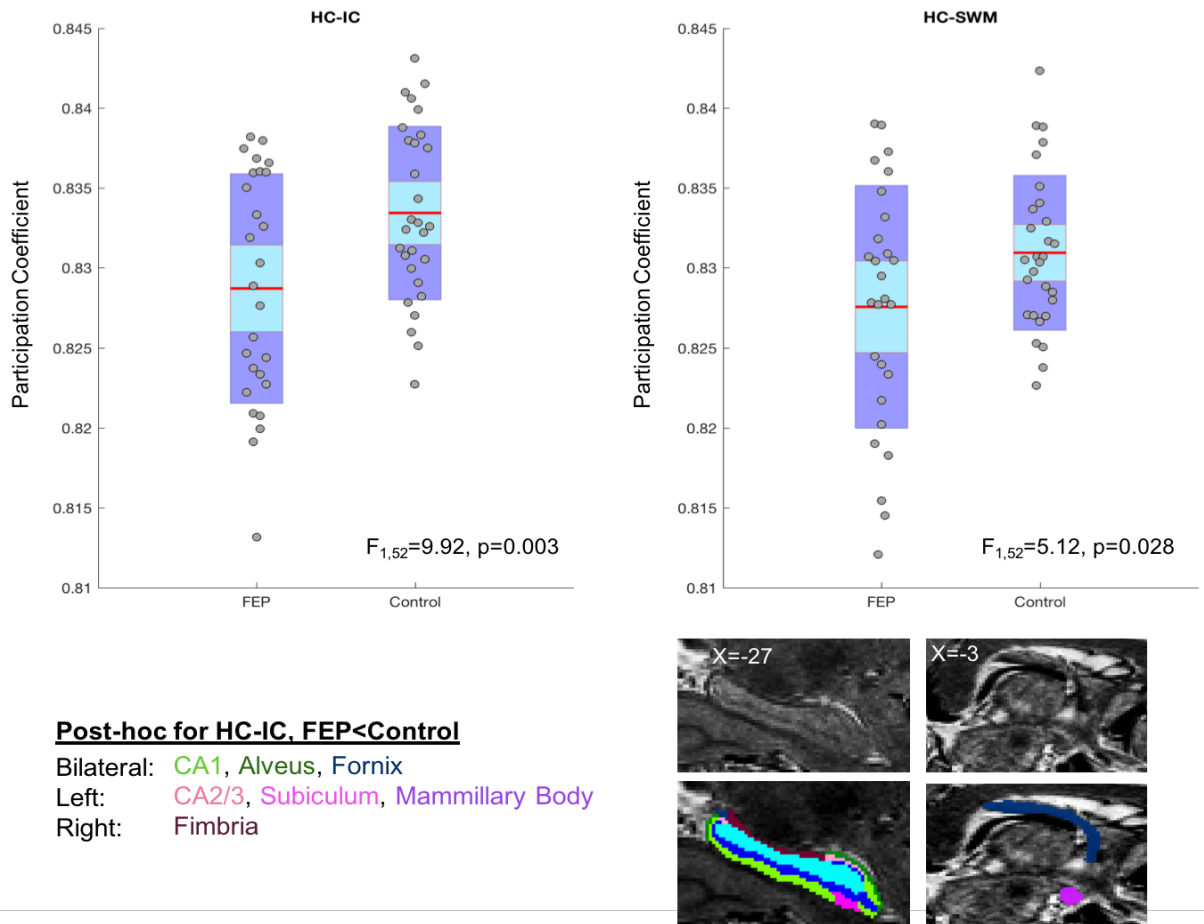 HC-IC
Participation Coefficient
0.845
0.84
0.835
0.83
0.825
0.82
0.815
0.81
F1,52=9.92, p=0.003
FEP Control
HC-SWM
Participation Coefficient
0.845
0.84
0.835
0.83
0.825
0.82
0.815
0.81
F1,52=5.12, p=0.028
FEP Control
Post-hoc for HC-IC, FEP<Control
Bilateral: CA1, Alveus, Fornix
Left: CA2/3, Subiculum, Mammillary Body
Right: Fimbria
X=-27
X=-3